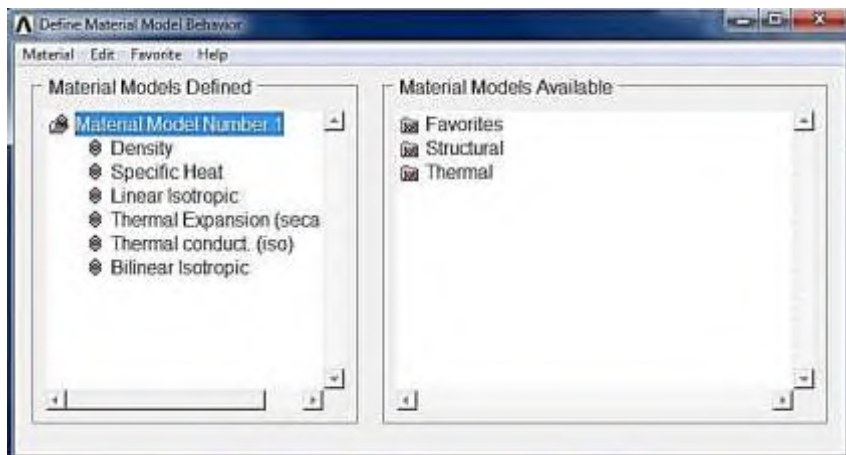 Define Material Model Behavior
Material Edit Favorite Help
Material Models Defined
Material Model Number 1
Density
Specific Heat
Linear Isotropic
Thermal Expansion (seca
Thermal conduct. (iso)
Bilinear Isotropic
Material Models Available
Favorites
Structural
Thermal